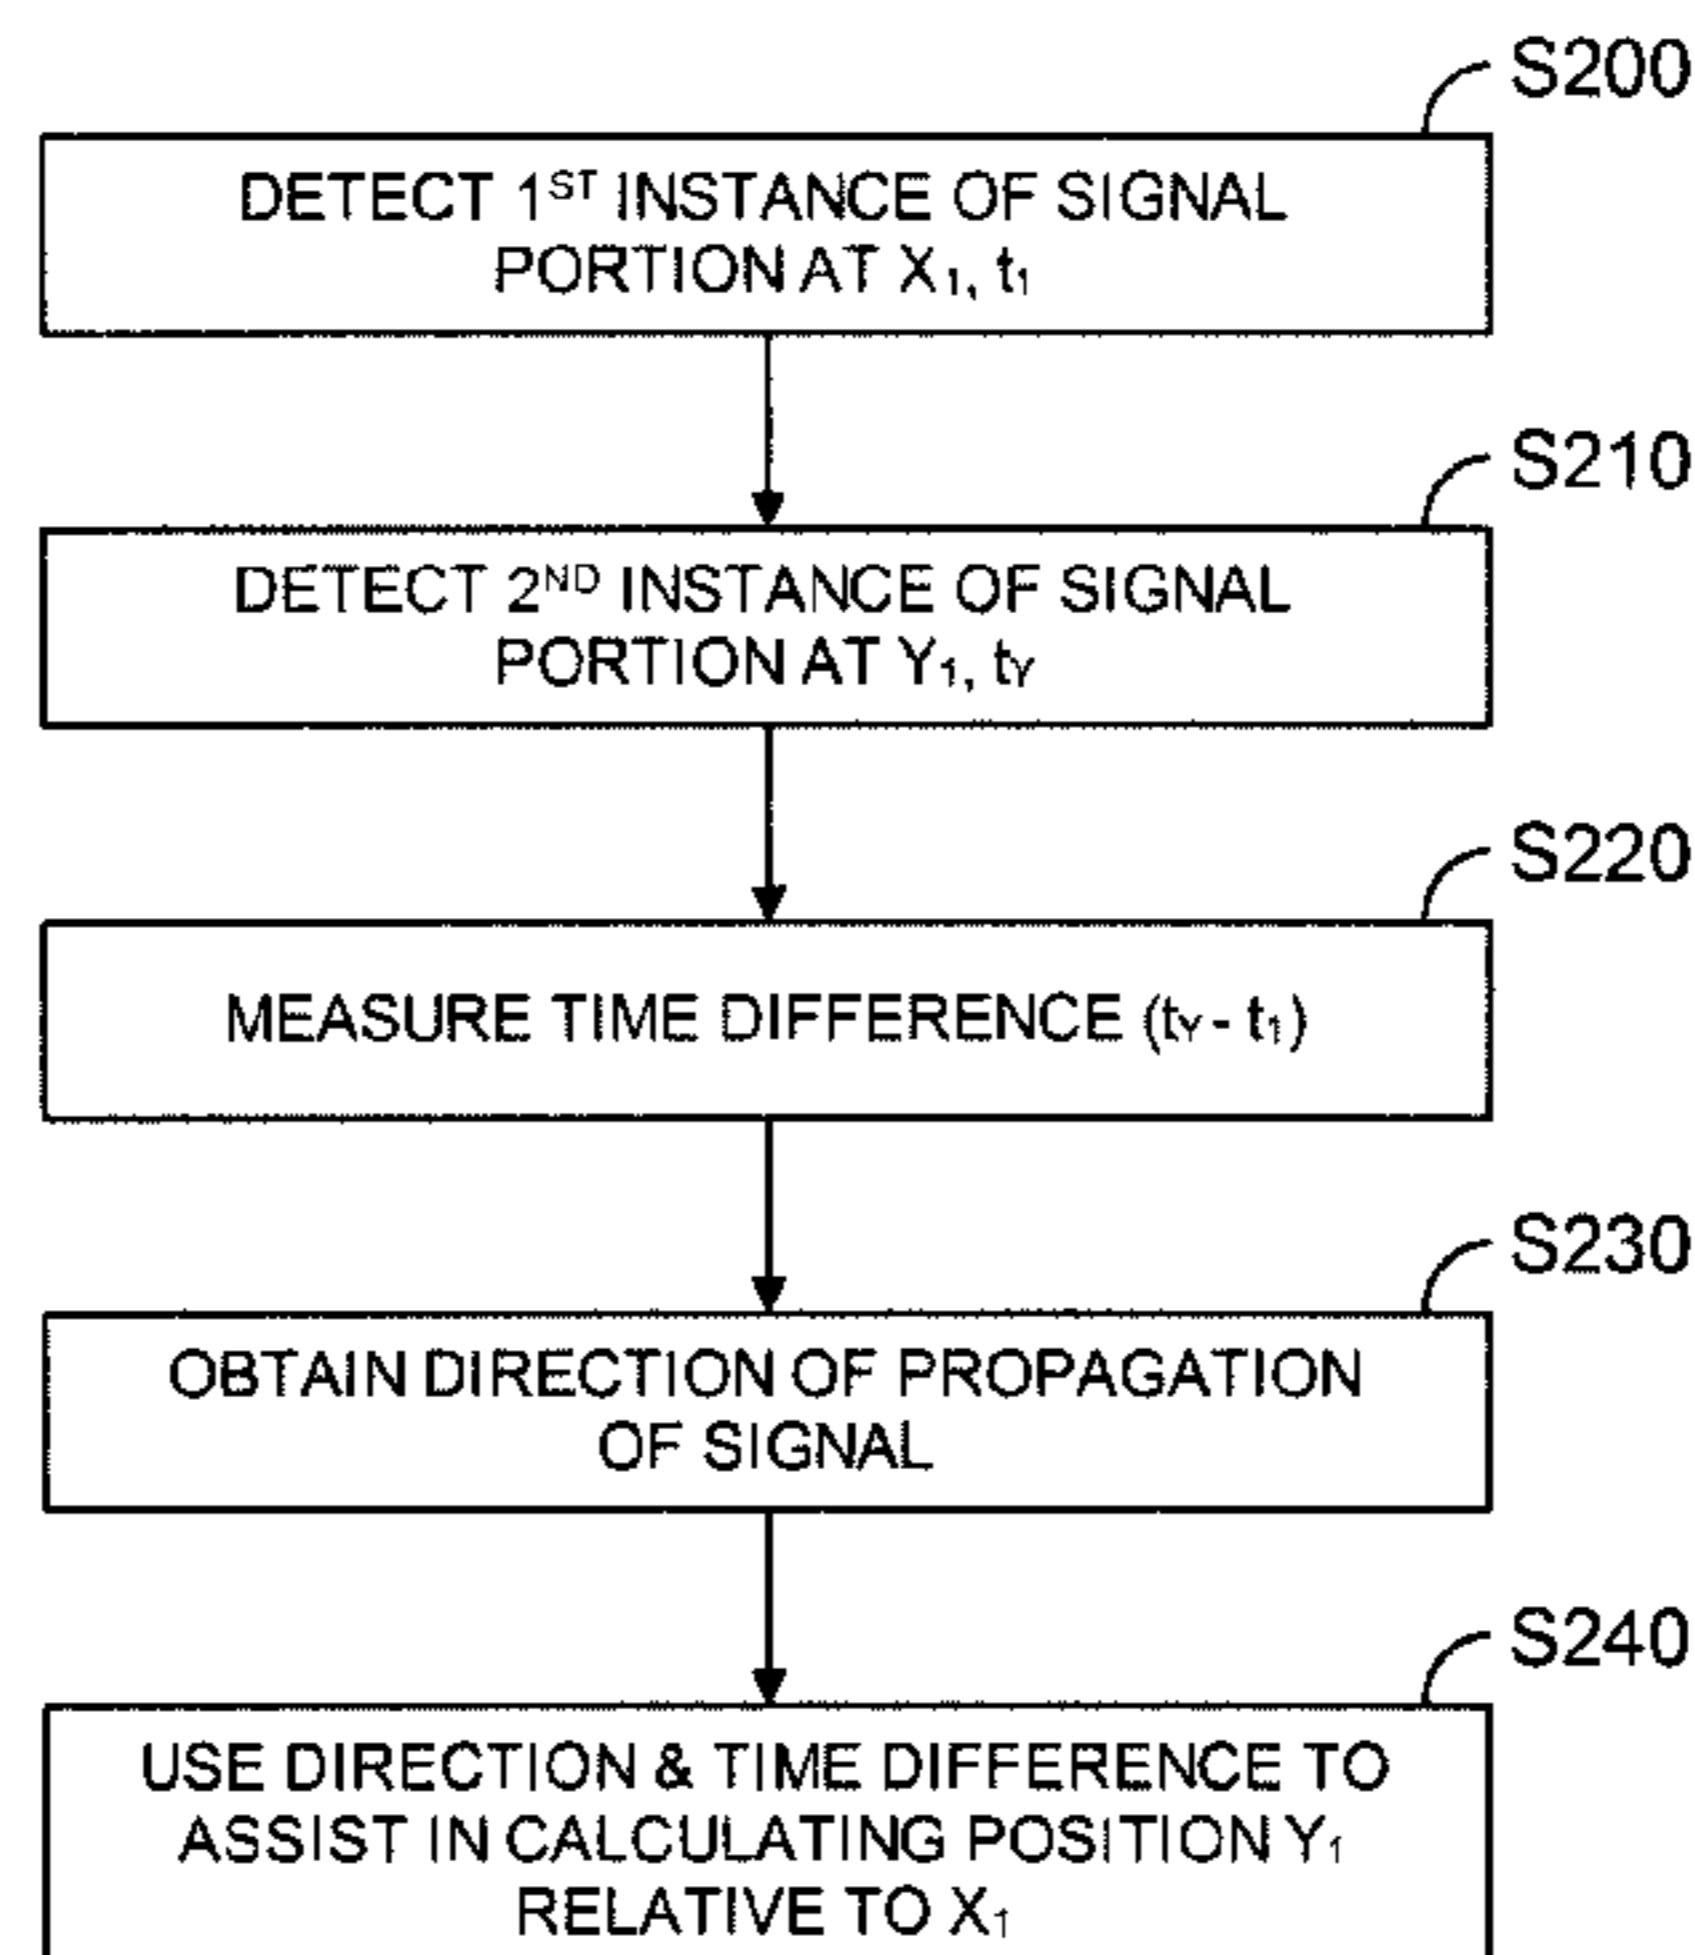 S200
DETECT 1ST INSTANCE OF SIGNAL
PORTION AT X1, t1
S210
DETECT 2ND INSTANCE OF SIGNAL
PORTION AT Y1, tY
S220
MEASURE TIME DIFFERENCE (tY - t1)
S230
OBTAIN DIRECTION OF PROPAGATION
OF SIGNAL
S240
USE DIRECTION & TIME DIFFERENCE TO
ASSIST IN CALCULATING POSITION Y1
RELATIVE TO X1